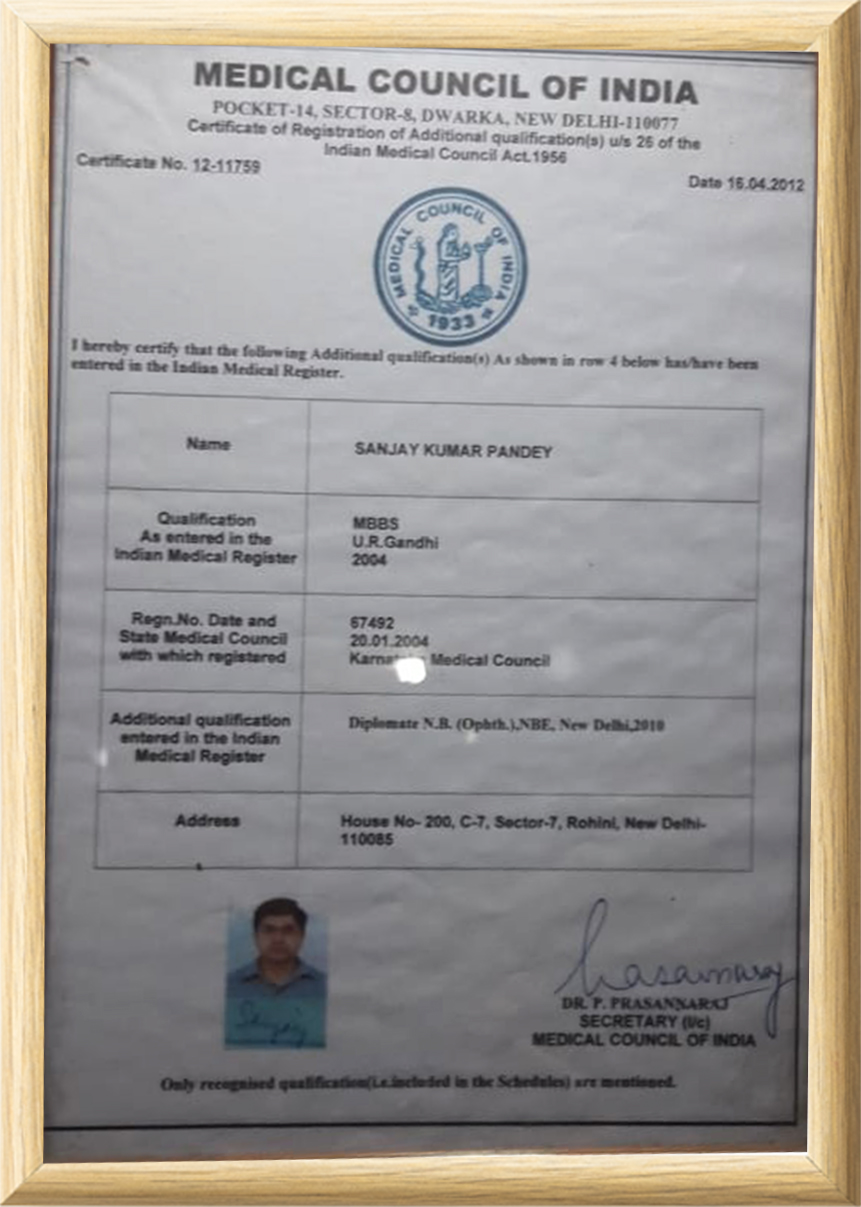 MEDICAL COUNCIL OF INDIA
POCKET-14, SECTOR-8, DWARKA, NEW DELHI-110077
Certificate of Registration of Additional qualification(s) u/s 26 of the
Indian Medical Council Act.1956
Certificate No. 12-11759
Date 16.04.2012
MEDICAL COUNCIL OF INDIA
1933
I hereby certify that the following Additional qualification(s) As shown in row 4 below has/have been
entered in the Indian Medical Register.
Name
SANJAY KUMAR PANDEY
Qualification
As entered in the
Indian Medical Register
MBBS
U.R.Gandhi
2004
Regn.No. Date and
State Medical Council
with which registered
67492
20.01.2004
Medical Council
Additional qualification
entered in the Indian
Medical Register
Diplomate N.B. (Ophth.),NBE, New Delhi,2010
Address
House No- 200, C-7, Sector-7, Rohini, New Delhi-
110085
Sanjay
DR. P. PRASANNARAJ
SECRETARY (I/c)
MEDICAL COUNCIL OF INDIA
Only recognised qualification(i.e.included in the Schedules) are mentioned.